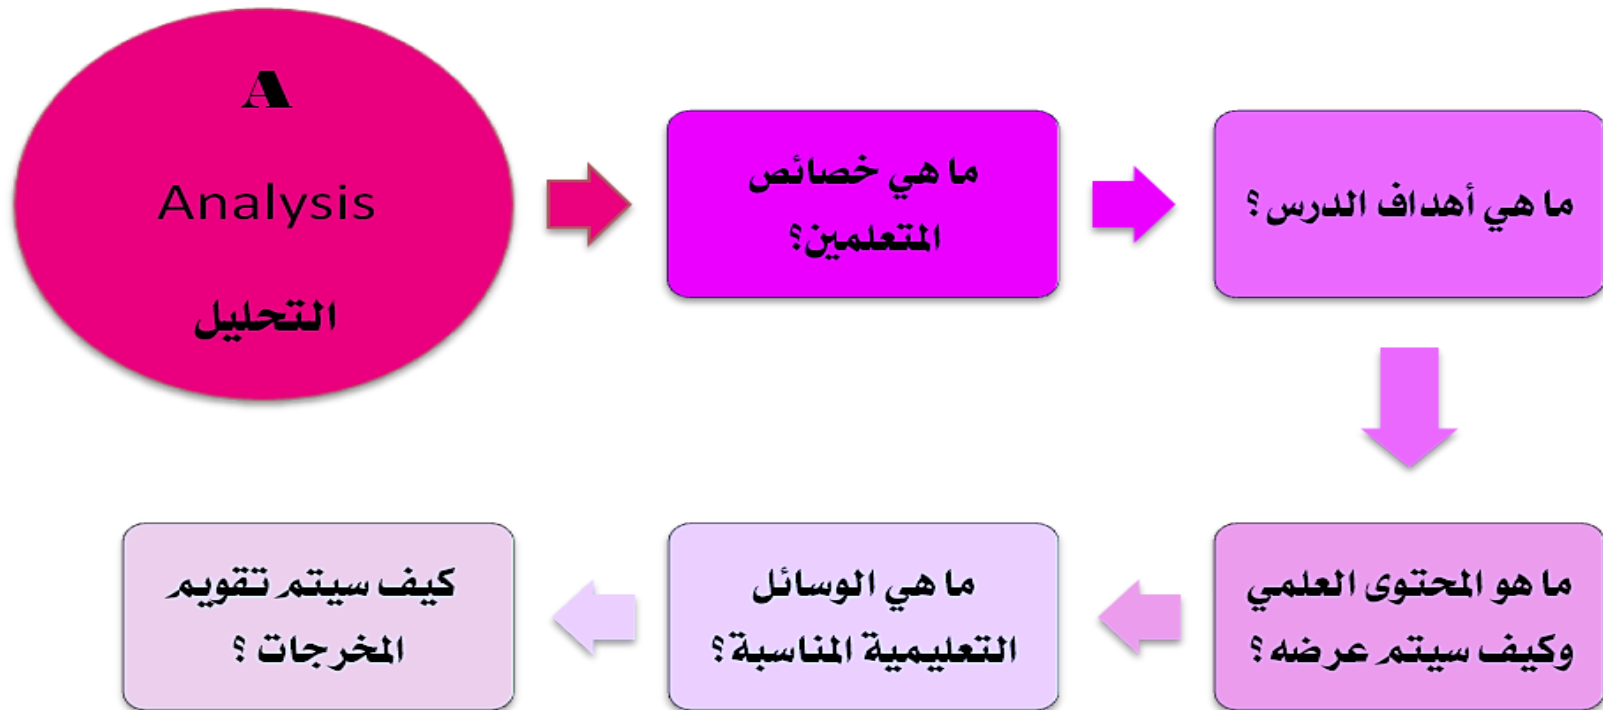 A
Analysis
التحليل
ما هي خصائص
المتعلمين؟
ما هي أهداف الدرس؟
ما هو المحتوى العلمي
وكيف سيتم عرضه؟
ما هي الوسائل
التعليمية المناسبة؟
كيف سيتم تقويم
المخرجات ؟